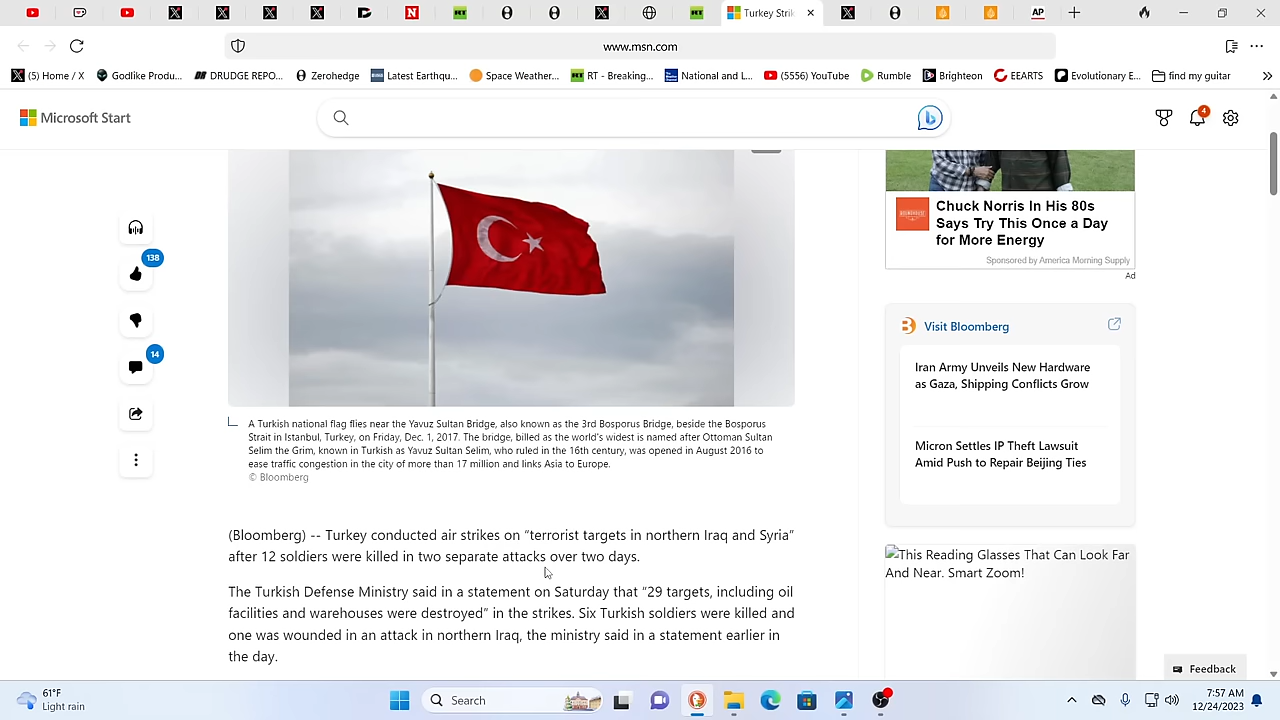 Turkey Strik
www.msn.com
(5) Home / X
Godlike Produ...
DRUDGE REPO...
Zerohedge
Latest Earthqu...
Space Weather...
RT - Breaking...
National and L...
(5556) YouTube
Rumble
Brighteon
EEARTS
Evolutionary E...
find my guitar
Microsoft Start
4
138
14
A Turkish national flag flies near the Yavuz Sultan Bridge, also known as the 3rd Bosporus Bridge, beside the Bosporus
Strait in Istanbul, Turkey, on Friday, Dec. 1, 2017. The bridge, billed as the world's widest is named after Ottoman Sultan
Selim the Grim, known in Turkish as Yavuz Sultan Selim, who ruled in the 16th century, was opened in August 2016 to
ease traffic congestion in the city of more than 17 million and links Asia to Europe.
© Bloomberg
(Bloomberg) -- Turkey conducted air strikes on “terrorist targets in northern Iraq and Syria”
after 12 soldiers were killed in two separate attacks over two days.
The Turkish Defense Ministry said in a statement on Saturday that “29 targets, including oil
facilities and warehouses were destroyed” in the strikes. Six Turkish soldiers were killed and
one was wounded in an attack in northern Iraq, the ministry said in a statement earlier in
the day.
Chuck Norris In His 80s
Says Try This Once a Day
for More Energy
Sponsored by America Morning Supply
Ad
Visit Bloomberg
Iran Army Unveils New Hardware
as Gaza, Shipping Conflicts Grow
Micron Settles IP Theft Lawsuit
Amid Push to Repair Beijing Ties
This Reading Glasses That Can Look Far
And Near. Smart Zoom!
Feedback
61°F
Light rain
Search
7:57 AM
12/24/2023